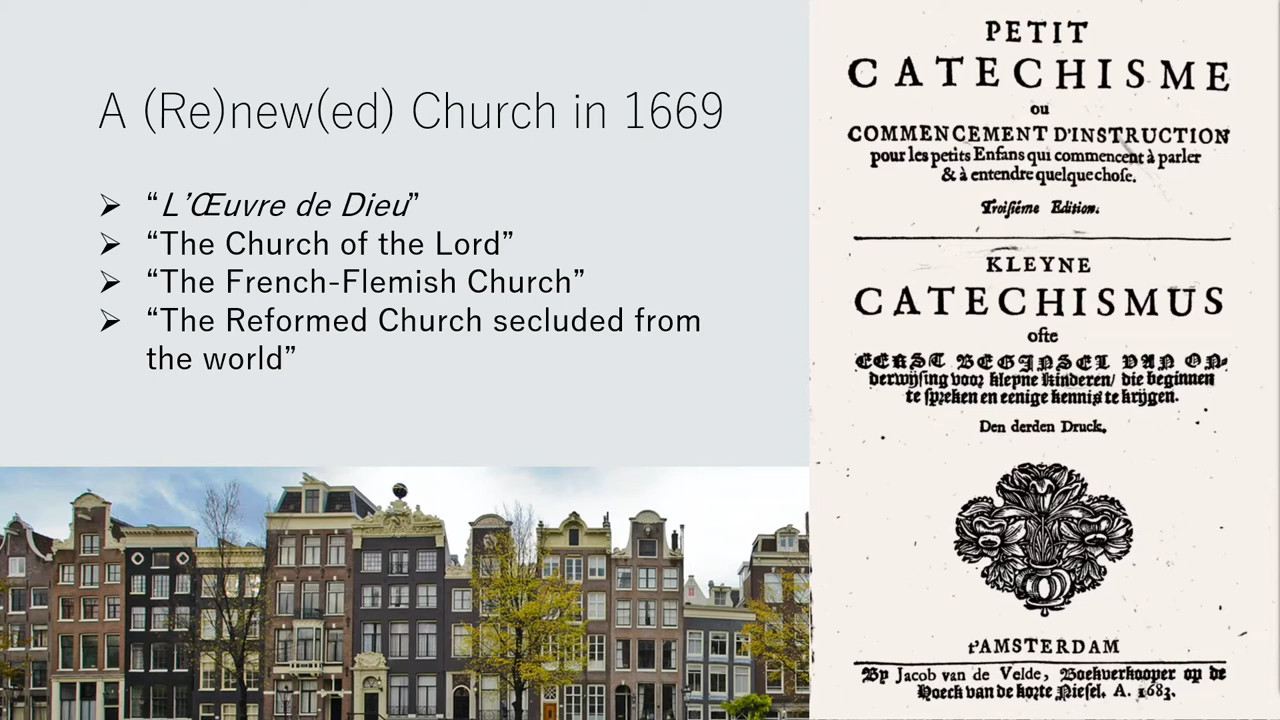 A (Re)new(ed) Church in 1669
➢ “L’Œuvre de Dieu”
➢ “The Church of the Lord”
➢ “The French-Flemish Church”
➢ “The Reformed Church secluded from
the world”
PETIT
CATECHISME
ou
COMMENCEMENT D'INSTRUCTION
pour les petits Enfans qui commencent à parler
& à entendre quelque choſe.
Troiſiéme Edition.
KLEYNE
CATECHISMUS
ofte
EERST BEGINSEL VAN ON-
derwijſing voor kleyne kinderen/ die beginnen
te ſpreken en eenige kennis te krijgen.
Den derden Druck.
t'AMSTERDAM
By Jacob van de Velde, Boekverkooper op de
Hoeck van de korte Nieſel. A. 1683.